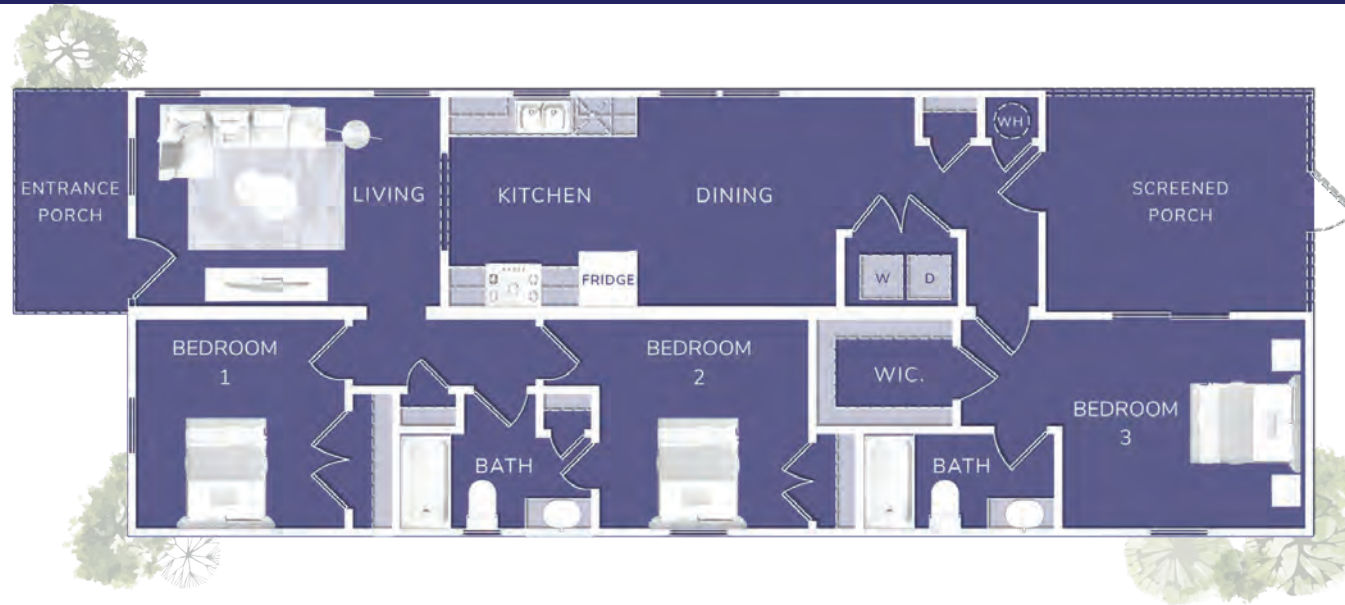 ENTRANCE
PORCH
LIVING
KITCHEN
DINING
WH
SCREENED
PORCH
FRIDGE
W
D
BEDROOM
1
BEDROOM
2
WIC.
BEDROOM
3
BATH
BATH